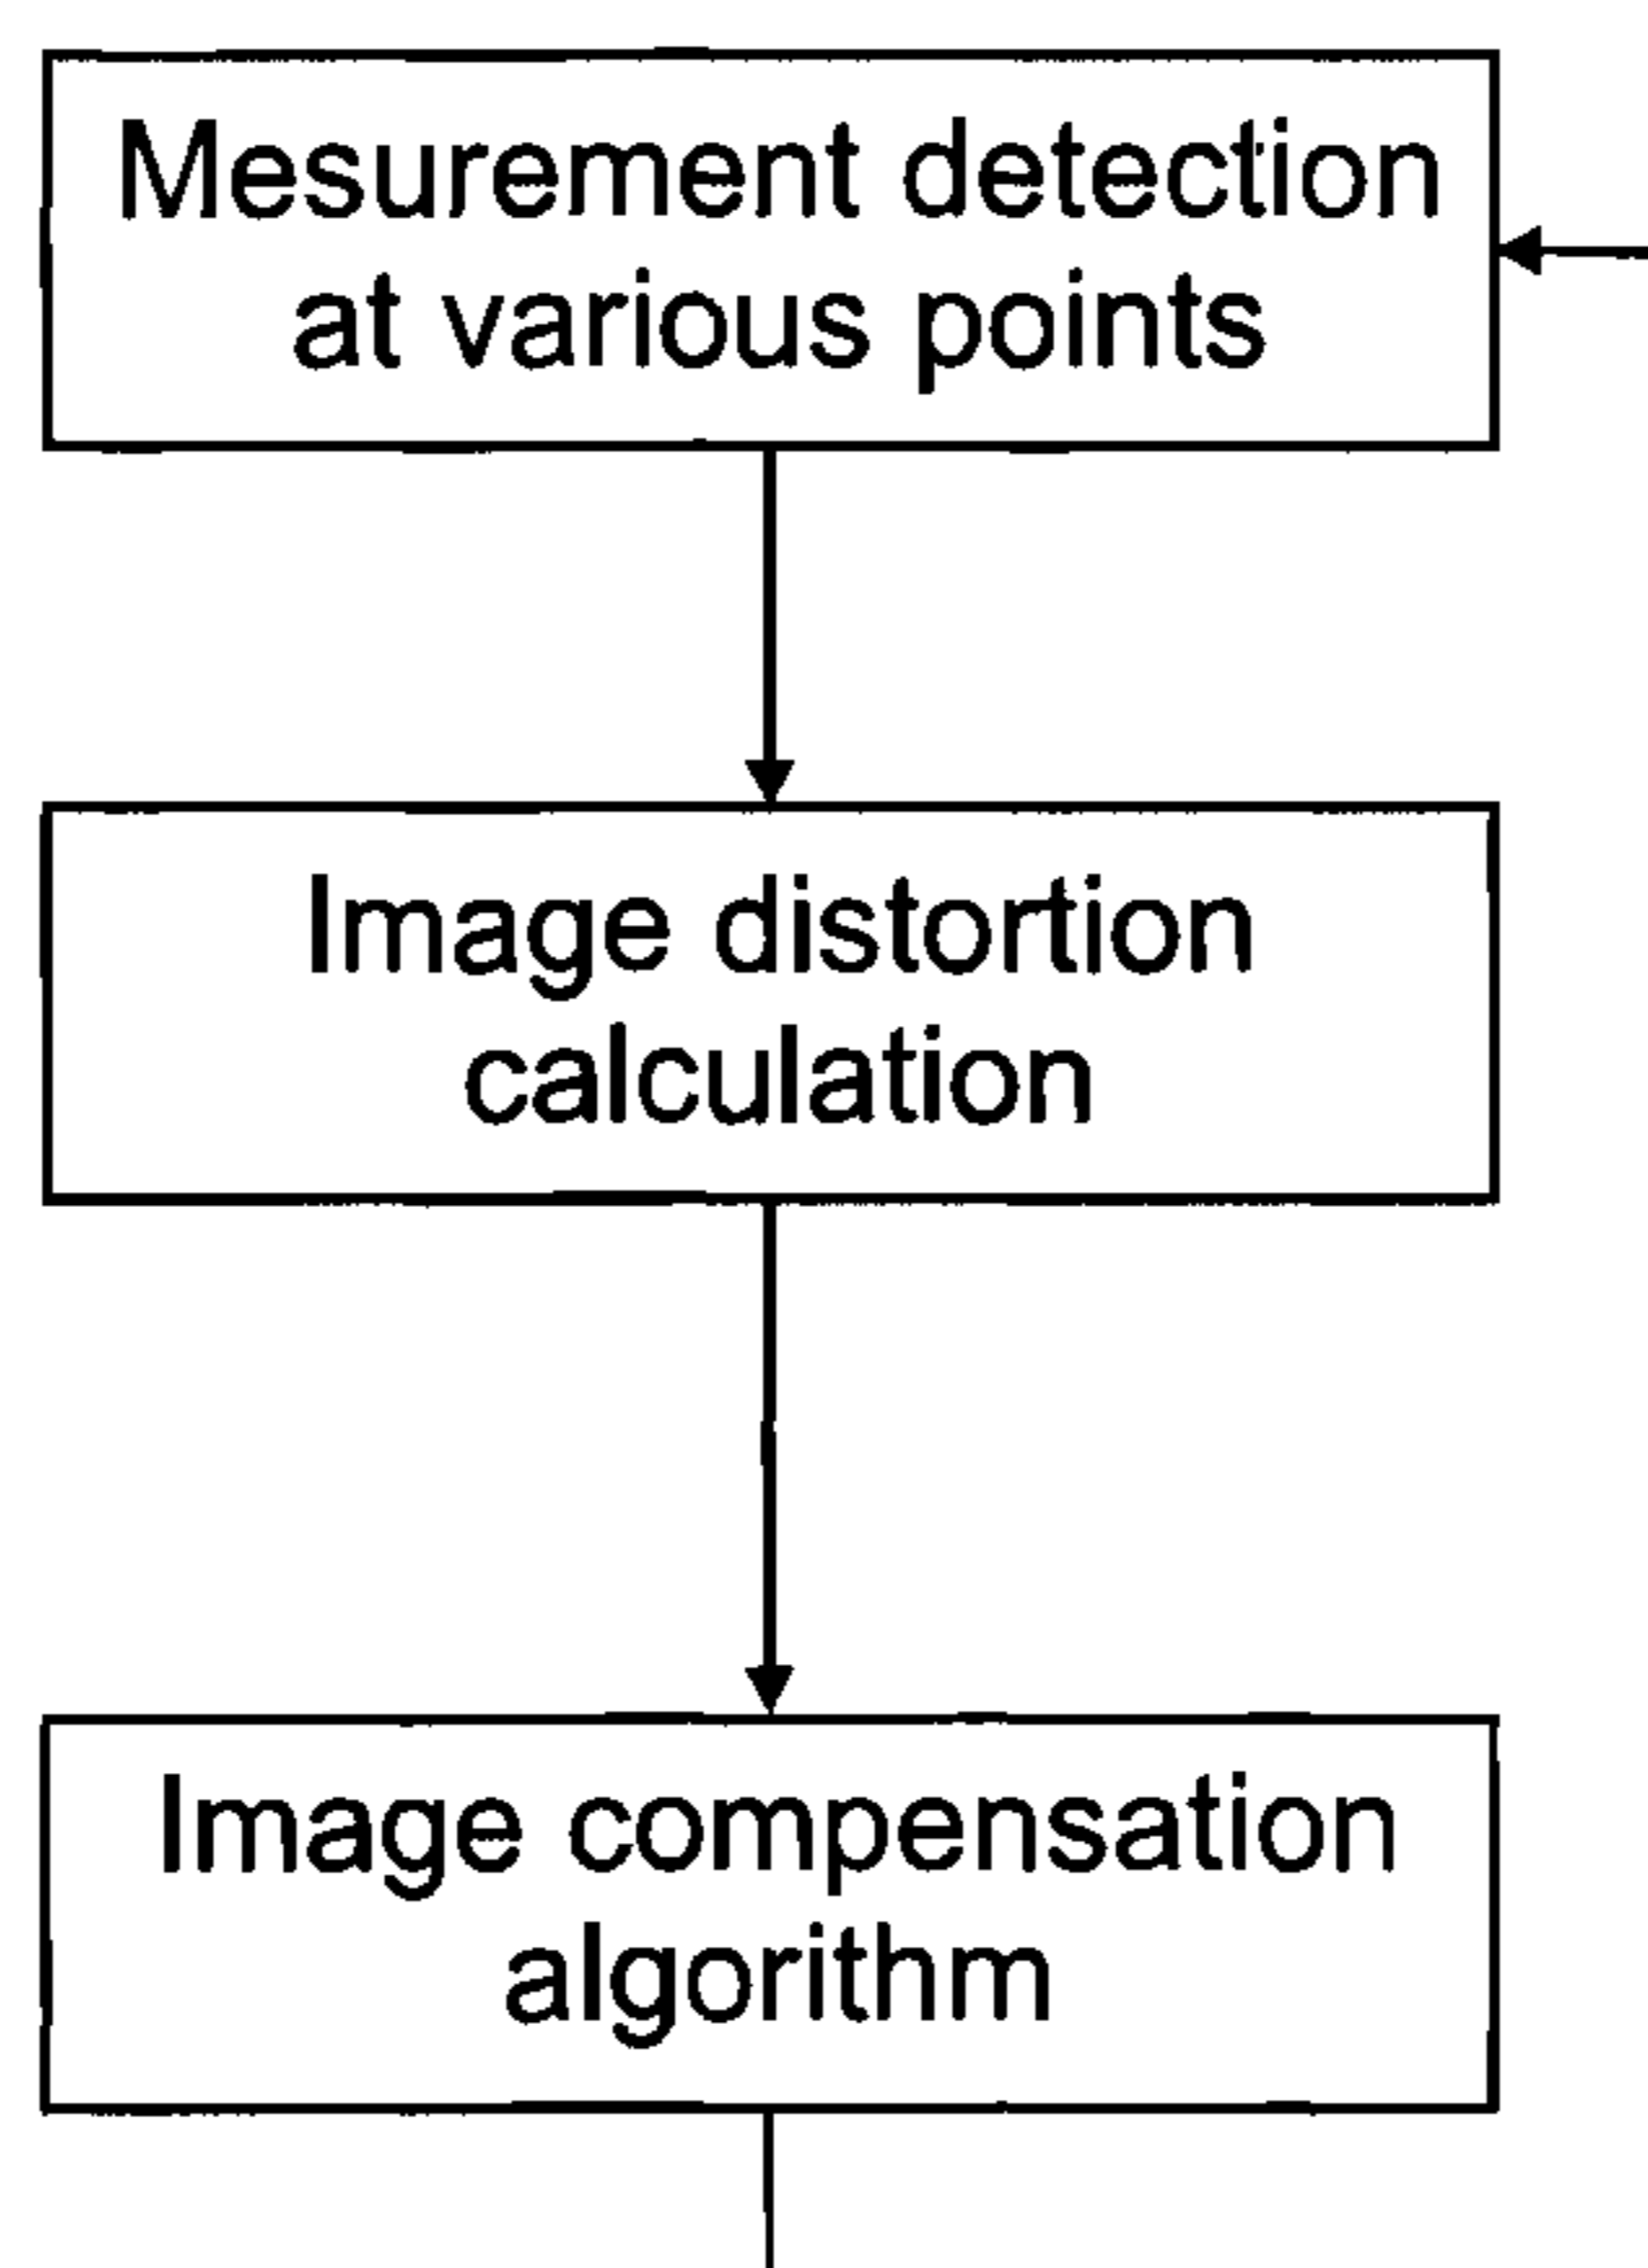 Mesurement detection
at various points
Image distortion
calculation
Image compensation
algorithm